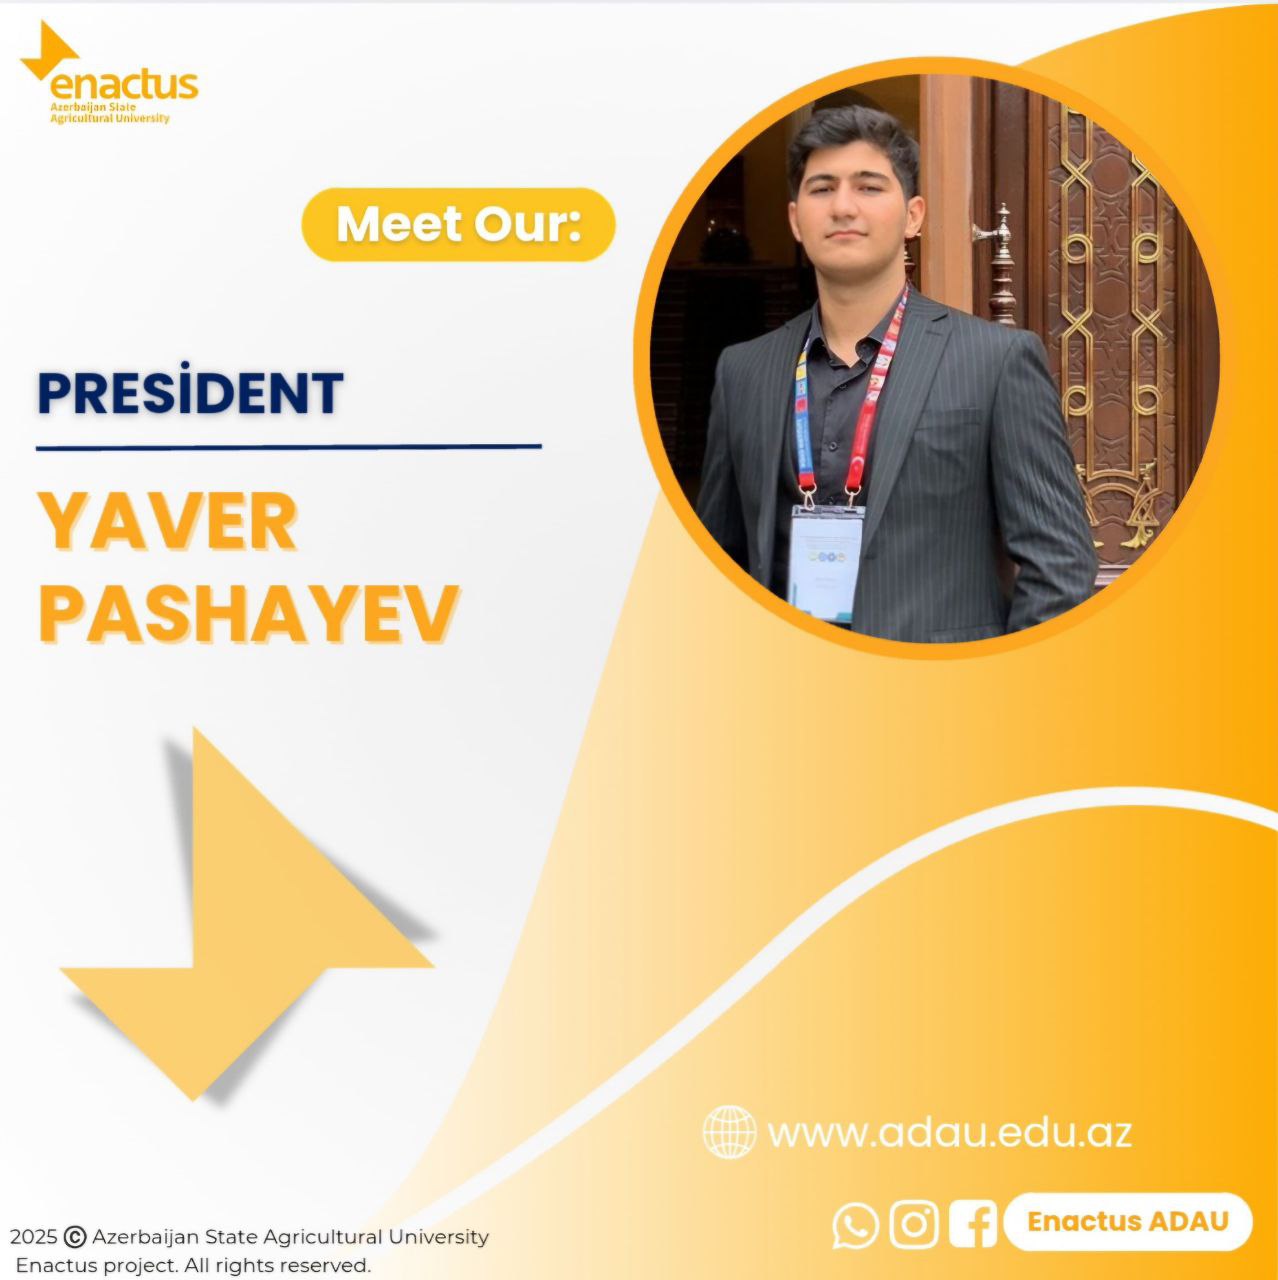 enactus
Azerbaijan State
Agricultural University
Meet Our:
PRESİDENT
YAVER
PASHAYEV
www.adau.edu.az
Enactus ADAU
2025 © Azerbaijan State Agricultural University
Enactus project. All rights reserved.